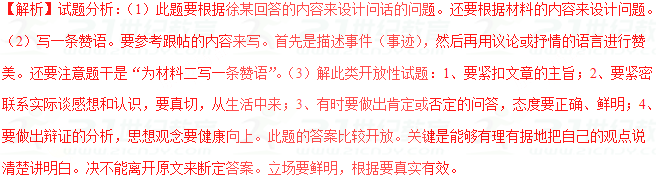 【解析】试题分析：（1）此题要根据徐某回答的内容来设计问话的问题。还要根据材料的内容来设计问题。
（2）写一条赞语。要参考跟帖的内容来写。首先是描述事件（事迹），然后再用议论或抒情的语言进行赞
美。还要注意题干是“为材料二写一条赞语”。（3）解此类开放性试题：1、要紧扣文章的主旨；2、要紧密
联系实际谈感想和认识，要真切，从生活中来；3、有时要做出肯定或否定的问答，态度要正确、鲜明；4、
要做出辩证的分析，思想观念要健康向上。此题的答案比较开放。关键是能够有理有据地把自己的观点说
清楚讲明白。决不能离开原文来断定答案。立场要鲜明，根据要真实有效。